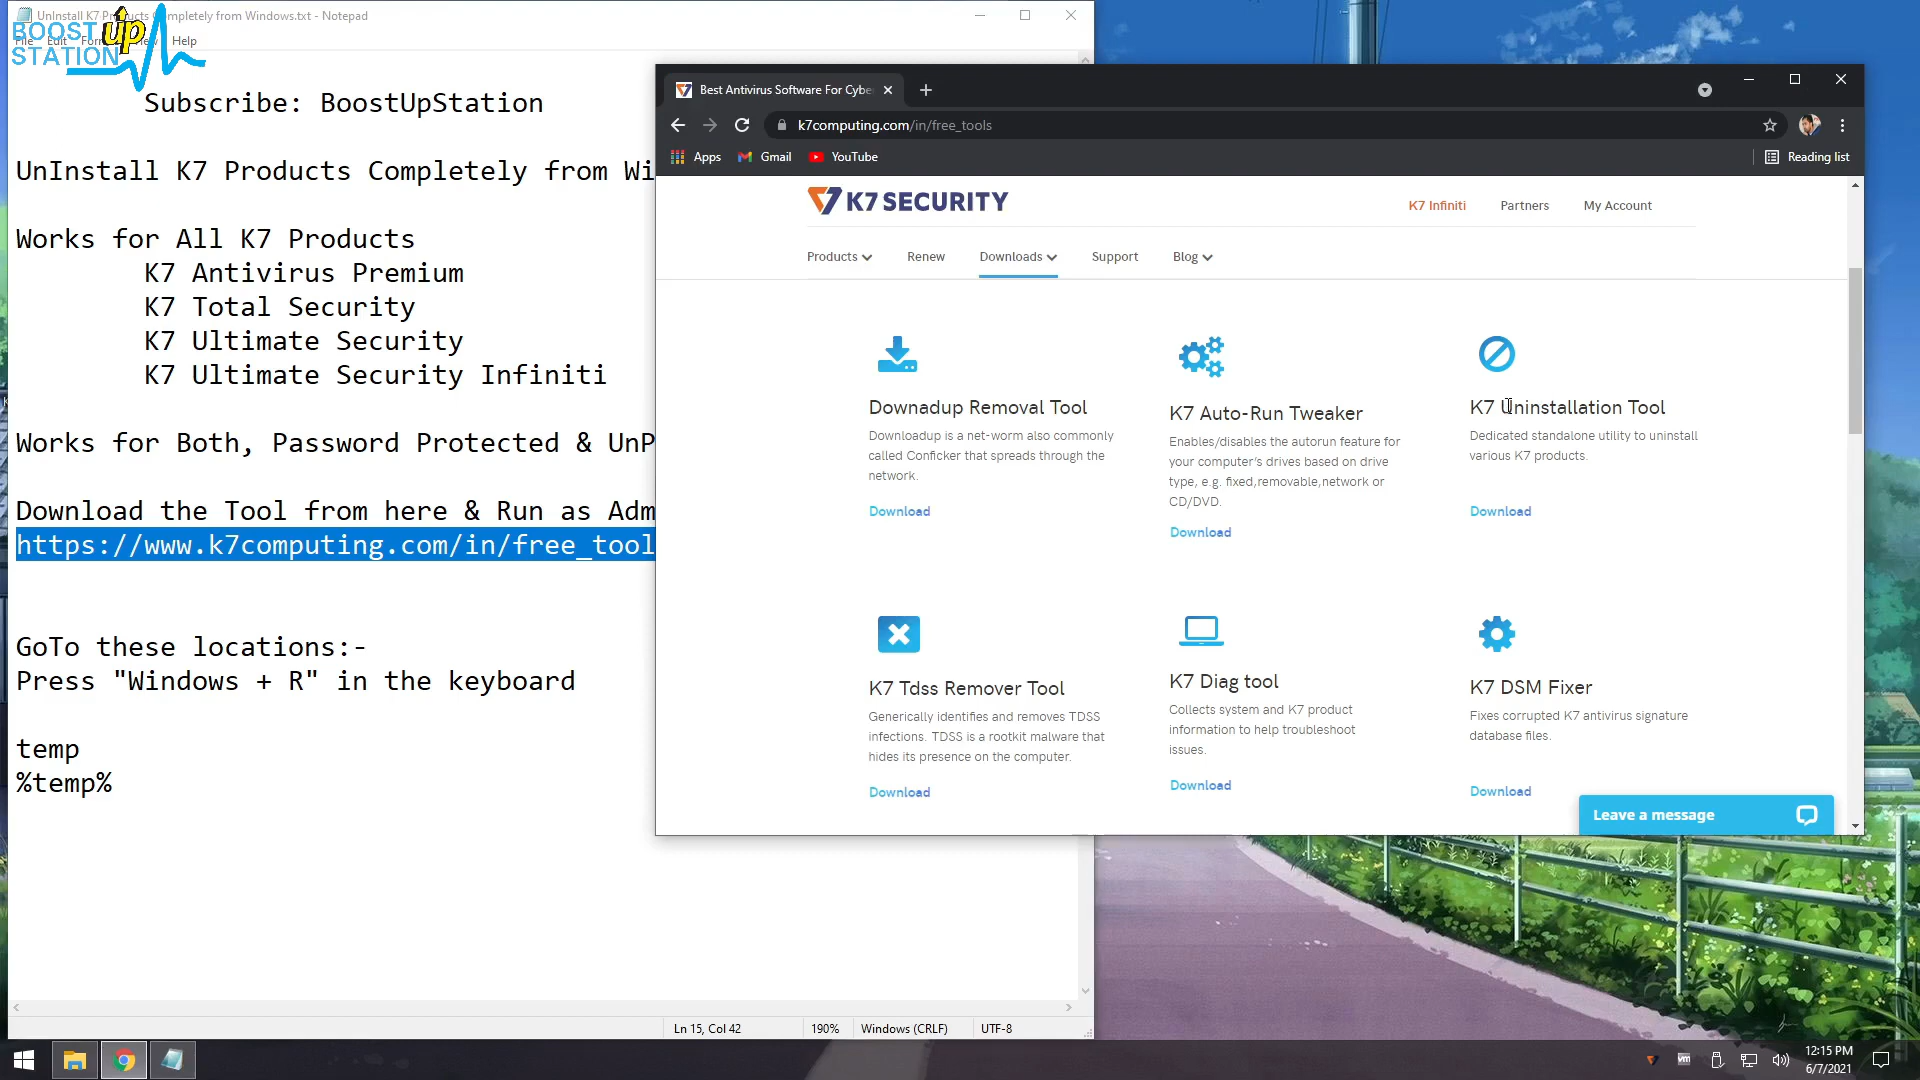 UnInstall K7 Products Completely from Windows.txt - Notepad
BOOST up
STATION
File Edit Format View Help
Subscribe: BoostUpStation
UnInstall K7 Products Completely from Wi
Works for All K7 Products
K7 Antivirus Premium
K7 Total Security
K7 Ultimate Security
K7 Ultimate Security Infiniti
Works for Both, Password Protected & UnP
Download the Tool from here & Run as Adm
https://www.k7computing.com/in/free_tool
GoTo these locations:-
Press "Windows + R" in the keyboard
temp
%temp%
Ln 15, Col 42
190%
Windows (CRLF)
UTF-8
Best Antivirus Software For Cybe
k7computing.com/in/free_tools
Apps
Gmail
YouTube
Reading list
K7 SECURITY
K7 Infiniti
Partners
My Account
Products
Renew
Downloads
Support
Blog
Downadup Removal Tool
Downloadup is a net-worm also commonly
called Conficker that spreads through the
network.
Download
K7 Auto-Run Tweaker
Enables/disables the autorun feature for
your computer's drives based on drive
type, e.g. fixed,removable,network or
CD/DVD.
Download
K7 Uninstallation Tool
Dedicated standalone utility to uninstall
various K7 products.
Download
K7 Tdss Remover Tool
Generically identifies and removes TDSS
infections. TDSS is a rootkit malware that
hides its presence on the computer.
Download
K7 Diag tool
Collects system and K7 product
information to help troubleshoot
issues.
Download
K7 DSM Fixer
Fixes corrupted K7 antivirus signature
database files.
Download
Leave a message
vm
12:15 PM
6/7/2021